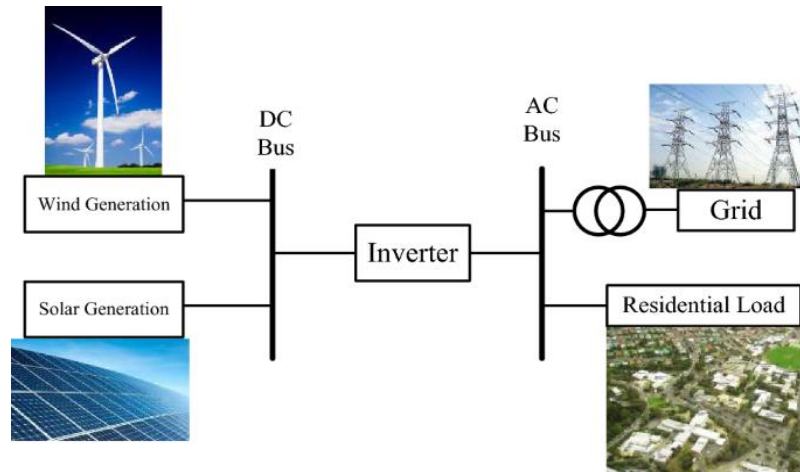 DC
Bus
AC
Bus
Wind Generation
Grid
Inverter
Solar Generation
Residential Load